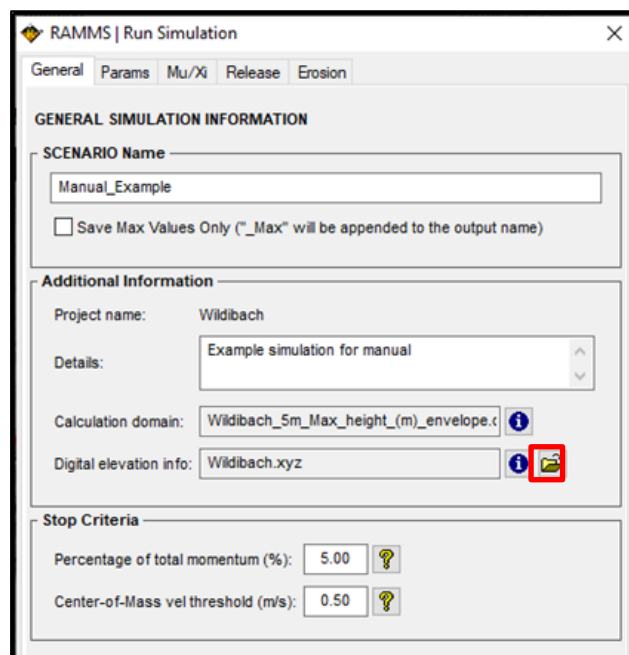 RAMMS | Run Simulation
General Params Mu/Xi Release Erosion
GENERAL SIMULATION INFORMATION
SCENARIO Name
Manual_Example
Save Max Values Only ("_Max" will be appended to the output name)
Additional Information
Project name: Wildibach
Details: Example simulation for manual
Calculation domain: Wildibach_5m_Max_height_(m)_envelope.c
Digital elevation info: Wildibach.xyz
Stop Criteria
Percentage of total momentum (%): 5.00 ?
Center-of-Mass vel threshold (m/s): 0.50 ?